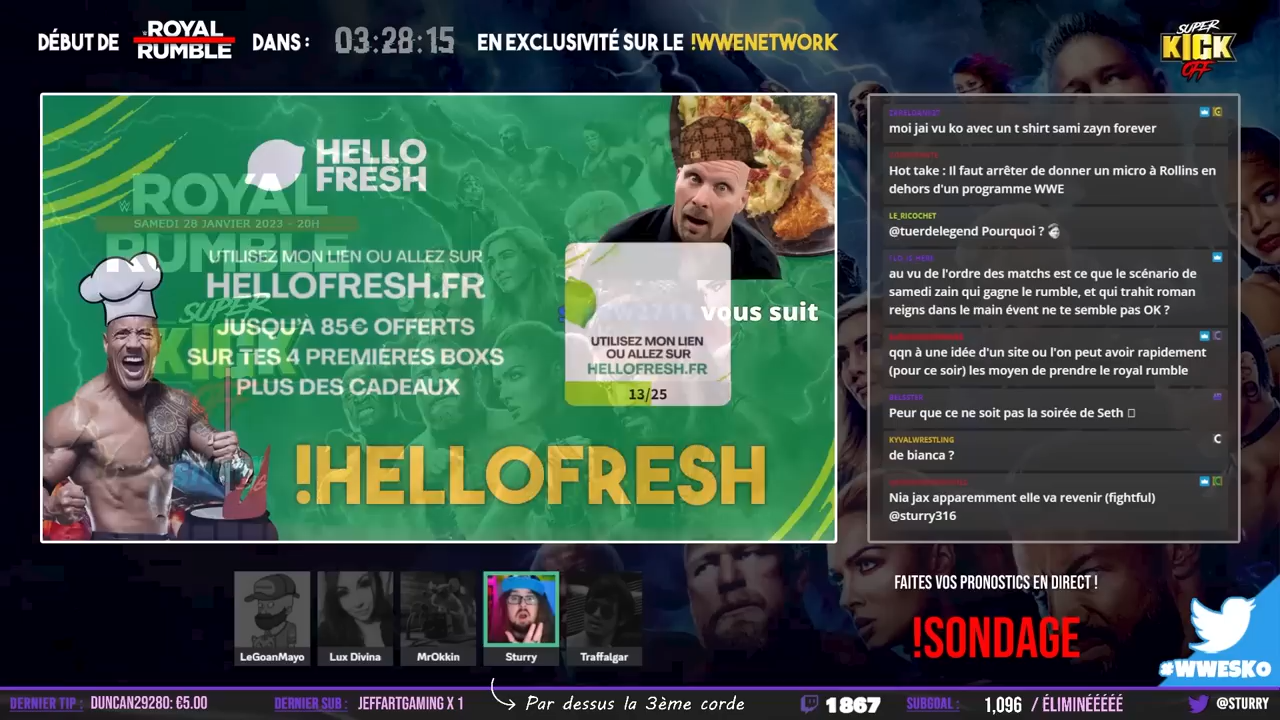 DÉBUT DE ROYAL RUMBLE DANS : 03:28:15 EN EXCLUSIVITÉ SUR LE !WWENETWORK
SUPER KICK OFF
HELLO FRESH
ROYAL RUMBLE
SAMEDI 28 JANVIER 2023 - 20H
UTILISEZ MON LIEN OU ALLEZ SUR
HELLOFRESH.FR
JUSQU'À 85€ OFFERTS
SUR TES 4 PREMIÈRES BOXS
PLUS DES CADEAUX
SUPER KICK
!HELLOFRESH
vous suit
UTILISEZ MON LIEN
OU ALLEZ SUR
HELLOFRESH.FR
13/25
moi jai vu ko avec un t shirt sami zayn forever
Hot take : Il faut arrêter de donner un micro à Rollins en
dehors d'un programme WWE
LE_RICOCHET
@tuerdelegend Pourquoi ?
au vu de l'ordre des matchs est ce que le scénario de
samedi zain qui gagne le rumble, et qui trahit roman
reigns dans le main évent ne te semble pas OK ?
qqn à une idée d'un site ou l'on peut avoir rapidement
(pour ce soir) les moyen de prendre le royal rumble
Peur que ce ne soit pas la soirée de Seth
KYVALWRESTLING
de bianca ?
Nia jax apparemment elle va revenir (fightful)
@sturry316
LeGoanMayo
Lux Divina
MrOkkin
Sturry
Traffalgar
FAITES VOS PRONOSTICS EN DIRECT !
!SONDAGE
#WWESKO
DERNIER TIP : DUNCAN29280: €5.00
DERNIER SUB : JEFFARTGAMING X 1
Par dessus la 3ème corde
1867
SUBGOAL : 1,096 / ÉLIMINÉÉÉÉÉ
@STURRY